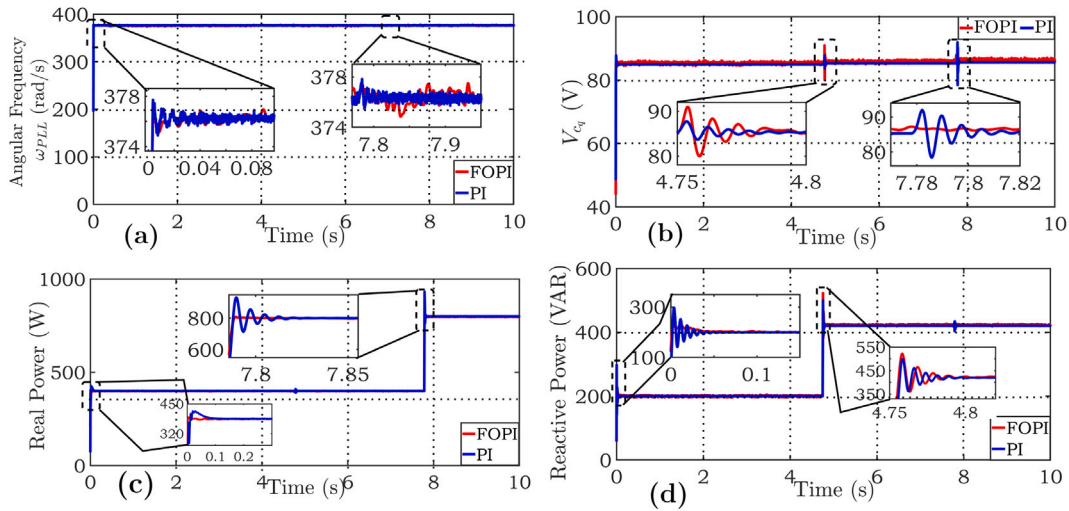 400
300
200
100
0
Angular Frequency
ω_PLL (rad/s)
378
374
0 0.04 0.08
378
374
7.8 7.9
FOPI
PI
0 2 4 6 8 10
(a) Time (s)
100
80
60
40
V_cq (V)
FOPI PI
90
80
4.75 4.8
90
80
7.78 7.8 7.82
0 2 4 6 8 10
(b) Time (s)
1000
800
600
400
200
0
Real Power (W)
800
600
7.8 7.85
450
320
0 0.1 0.2
FOPI
PI
0 2 4 6 8 10
(c) Time (s)
600
400
200
0
Reactive Power (VAR)
300
100
0 0.1
550
450
350
4.75 4.8
FOPI
PI
0 2 4 6 8 10
(d) Time (s)